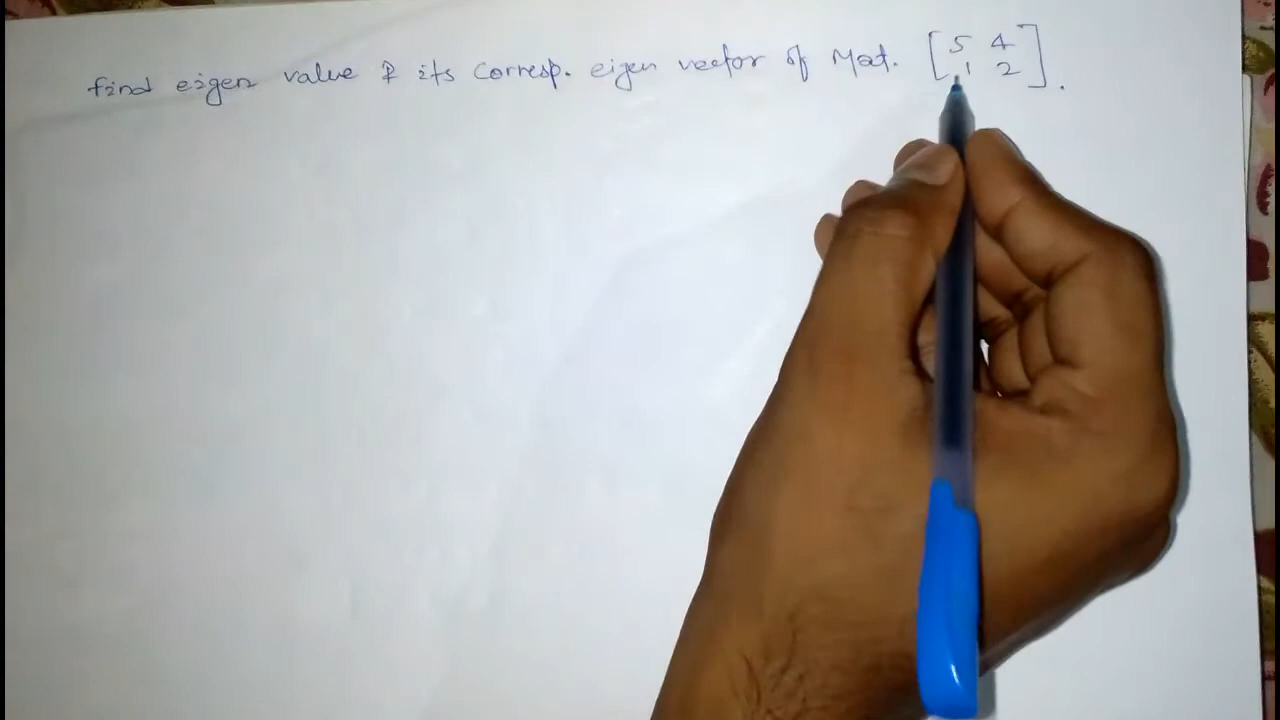 find eigen value & its Corresp. eigen vector of Mat. [5 4
1 2].